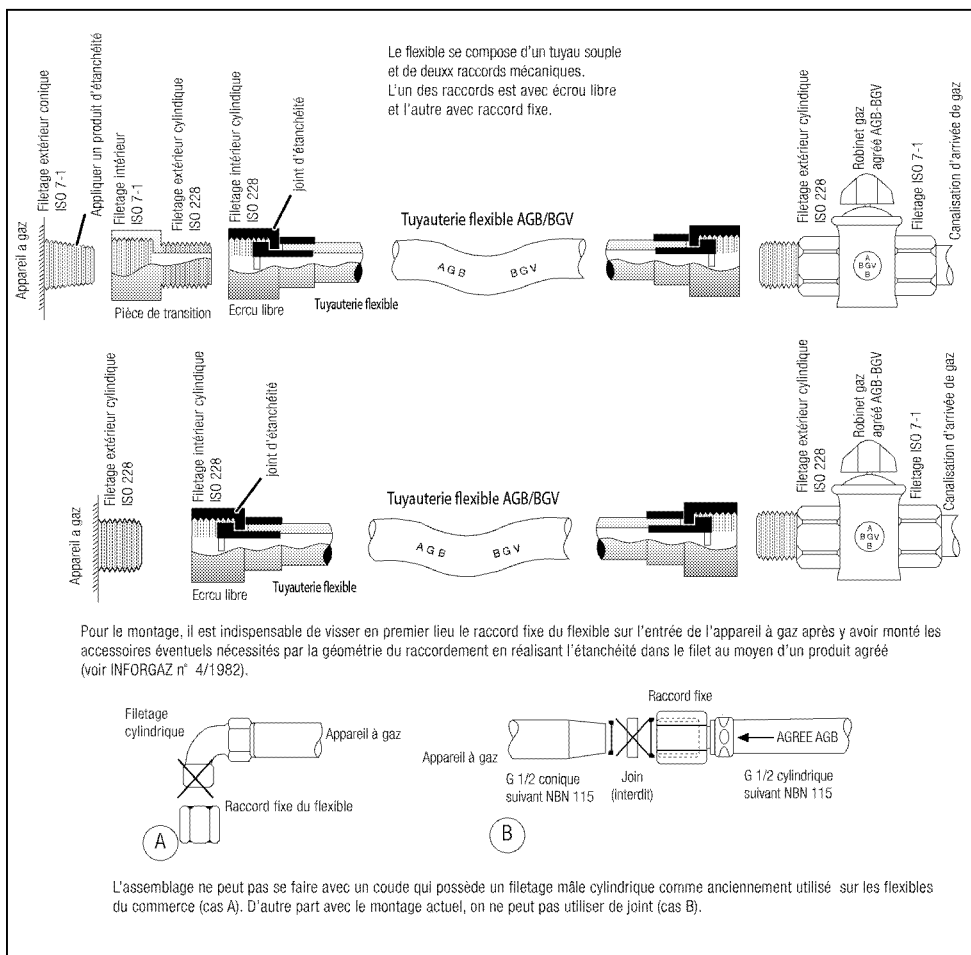 Le flexible se compose d'un tuyau souple
et de deuxx raccords mécaniques.
L'un des raccords est avec écrou libre
et l'autre avec raccord fixe.
Appareil a gaz
Filetage extérieur conique
ISO 7-1
Appliquer un produit d'étanchéité
Filetage intérieur
ISO 7-1
Filetage extérieur cylindique
ISO 228
Filetage intérieur cylindique
ISO 228
joint d'étanchéité
Pièce de transition
Ecrcu libre
Tuyauterie flexible
Tuyauterie flexible AGB/BGV
AGB
BGV
Filetage extérieur cylindique
ISO 228
Robinet gaz
agréé AGB-BGV
Filetage ISO 7-1
Canalisation d'arrivée de gaz
A
BGV
B
Appareil a gaz
Filetage extérieur cylindique
ISO 228
Filetage intérieur cylindique
ISO 228
joint d'étanchéité
Ecrcu libre
Tuyauterie flexible
Tuyauterie flexible AGB/BGV
AGB
BGV
Filetage extérieur cylindique
ISO 228
Robinet gaz
agréé AGB-BGV
Filetage ISO 7-1
Canalisation d'arrivée de gaz
A
BGV
B
Pour le montage, il est indispensable de visser en premier lieu le raccord fixe du flexible sur l'entrée de l'appareil à gaz après y avoir monté les
accessoires éventuels nécessités par la géométrie du raccordement en réalisant l'étanchéité dans le filet au moyen d'un produit agréé
(voir INFORGAZ n° 4/1982).
Filetage
cylindrique
Appareil à gaz
Raccord fixe du flexible
A
Raccord fixe
AGREE AGB
Appareil à gaz
G 1/2 conique
suivant NBN 115
Join
(interdit)
G 1/2 cylindrique
suivant NBN 115
B
L'assemblage ne peut pas se faire avec un coude qui possède un filetage mâle cylindrique comme anciennement utilisé sur les flexibles
du commerce (cas A). D'autre part avec le montage actuel, on ne peut pas utiliser de joint (cas B).